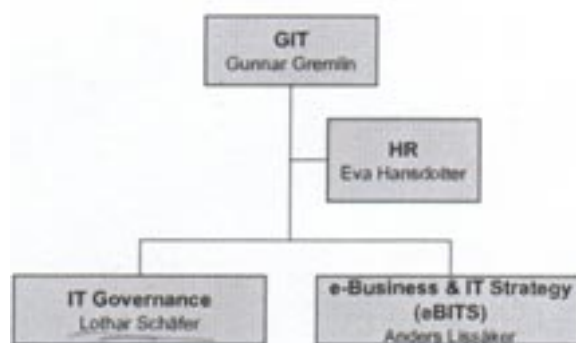 GIT
Gunnar Gremlin
HR
Eva Hansdotter
IT Governance
Lothar Schäfer
e-Business & IT Strategy
(eBITS)
Anders Lissåker